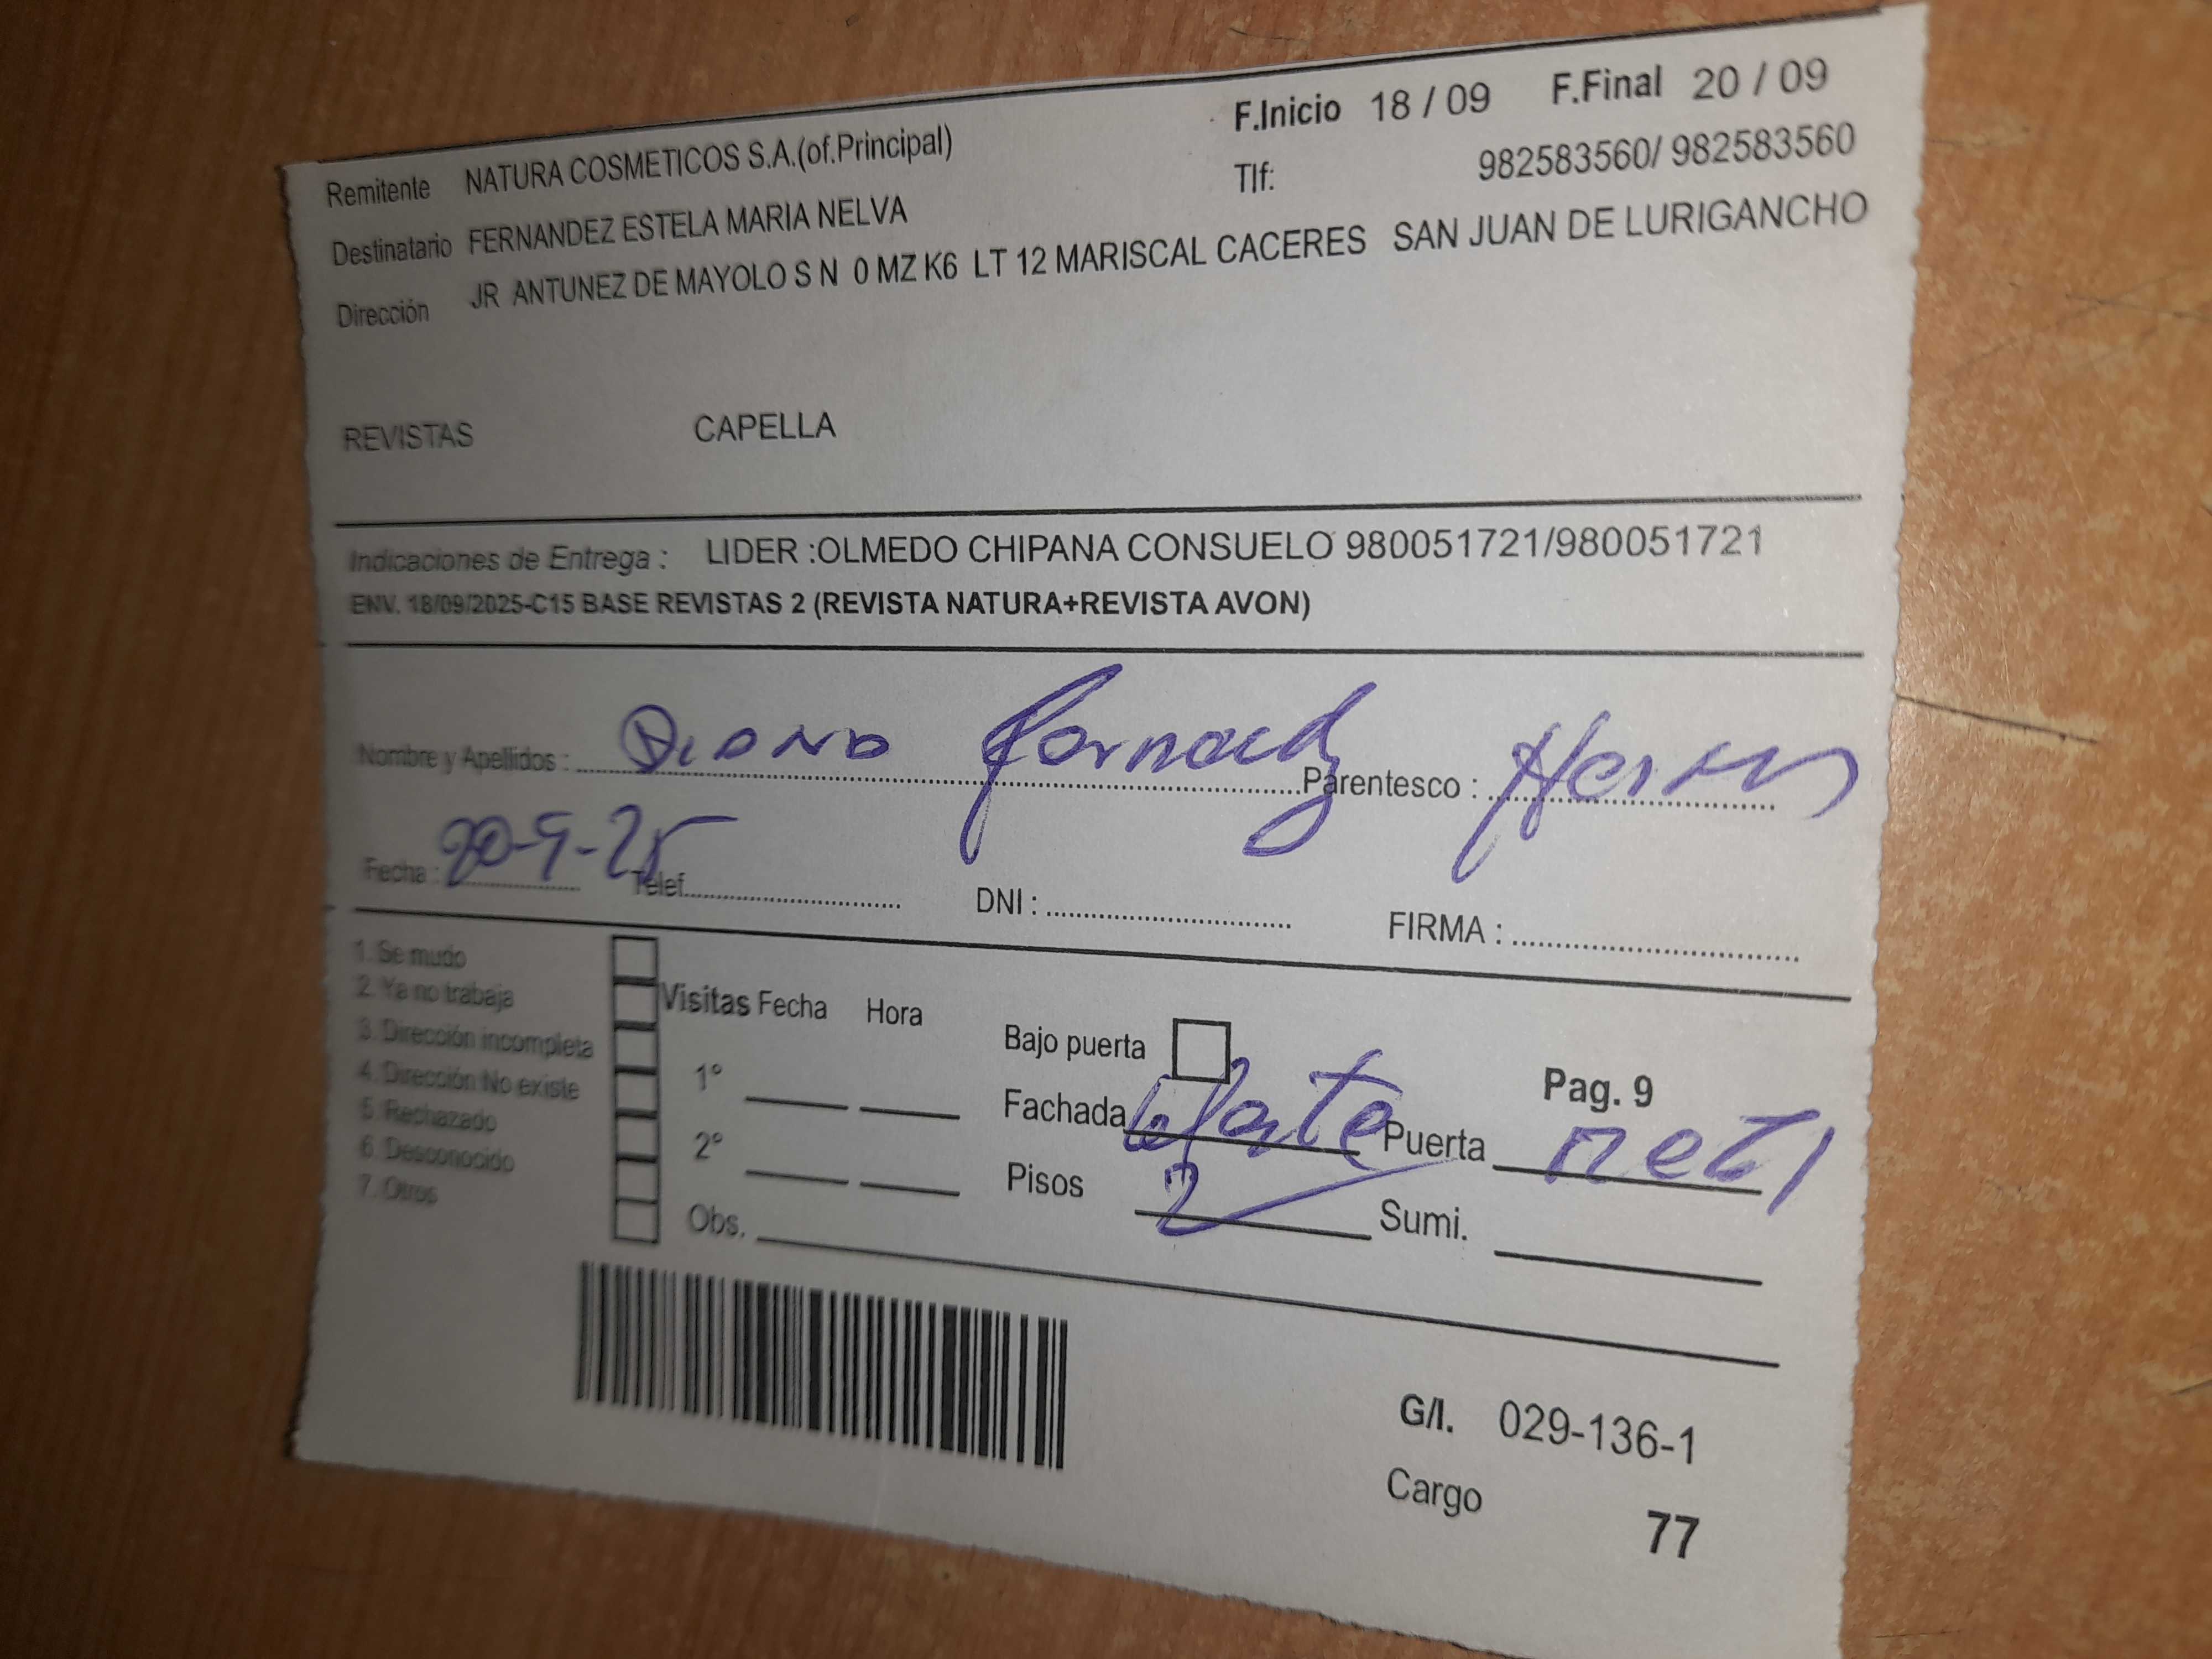 Remitente NATURA COSMETICOS S.A.(of.Principal) F.Inicio 18 / 09 F.Final 20 / 09
Destinatario FERNANDEZ ESTELA MARIA NELVA Tlf: 982583560/ 982583560
Dirección JR ANTUNEZ DE MAYOLO S N 0 MZ K6 LT 12 MARISCAL CACERES SAN JUAN DE LURIGANCHO
REVISTAS CAPELLA
Indicaciones de Entrega : LIDER :OLMEDO CHIPANA CONSUELO 980051721/980051721
ENV. 18/09/2025-C15 BASE REVISTAS 2 (REVISTA NATURA+REVISTA AVON)
Nombre y Apellidos : Diana Parentesco :
Fecha : 20-9-25 Telef. DNI : FIRMA :
1. Se mudo
2. Ya no trabaja Visitas Fecha Hora Bajo puerta
3. Dirección incompleta
4. Dirección No existe 1° Fachada Pag. 9
5. Rechazado
6. Desconocido 2° Pisos 2 Puerta
7. Otros Obs. Sumi.
G/I. 029-136-1
Cargo 77